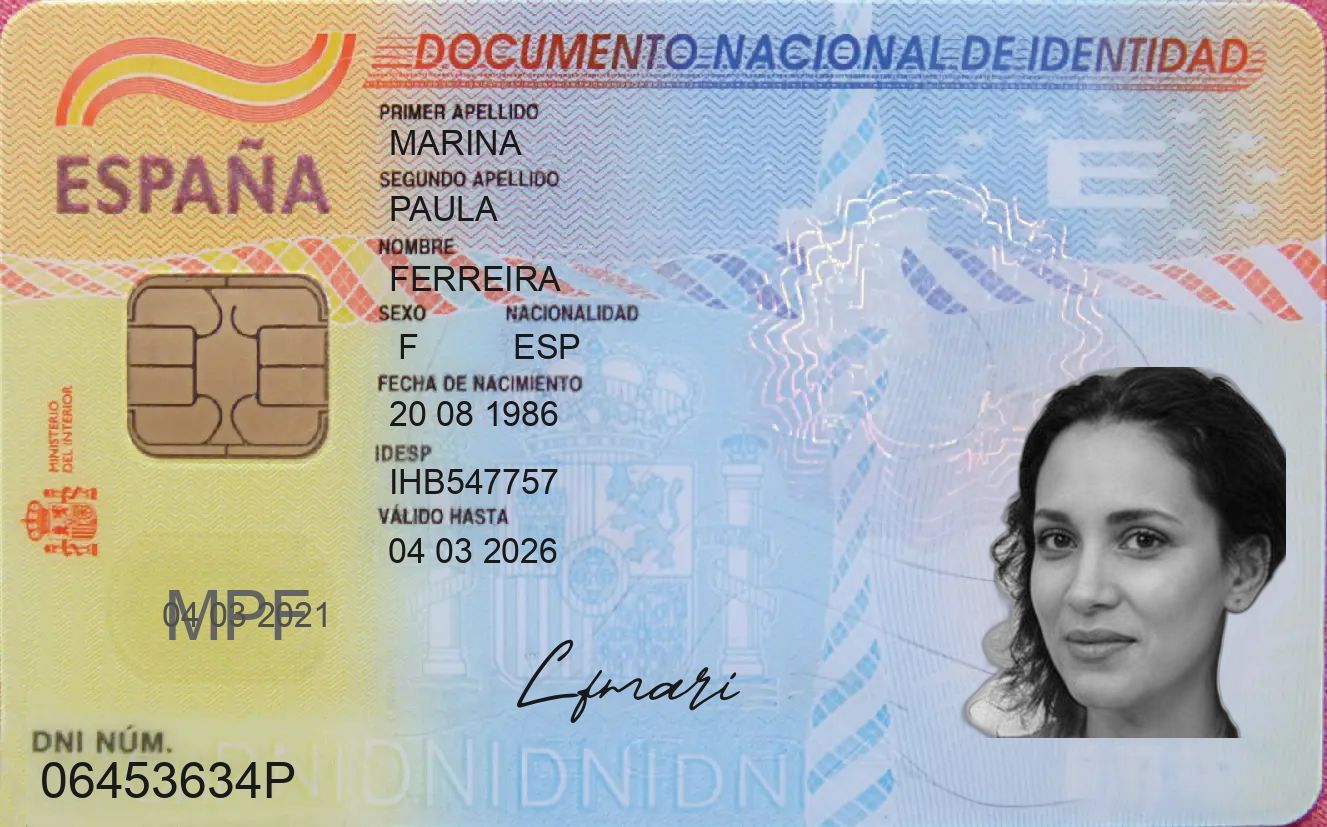 DOCUMENTO NACIONAL DE IDENTIDAD
ESPAÑA
PRIMER APELLIDO
MARINA
SEGUNDO APELLIDO
PAULA
NOMBRE
FERREIRA
SEXO NACIONALIDAD
F ESP
FECHA DE NACIMIENTO
20 08 1986
IDESP
IHB547757
VÁLIDO HASTA
04 03 2026
MINISTERIO
DEL INTERIOR
E
MPF
04 03 2021
Lfmari
DNI NÚM.
06453634P
DNIDNIDNIDNI